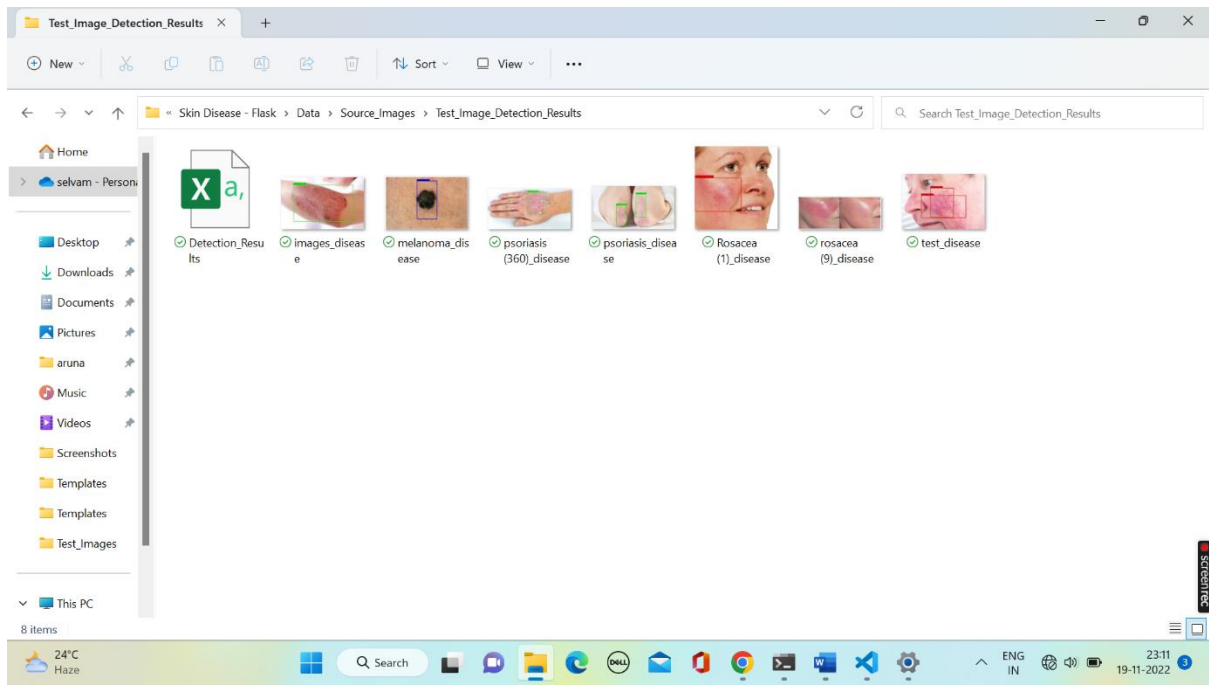 Test_Image_Detection_Results
New
Sort
View
« Skin Disease - Flask > Data > Source_Images > Test_Image_Detection_Results
Search Test_Image_Detection_Results
Home
selvam - Persona
Desktop
Downloads
Documents
Pictures
aruna
Music
Videos
Screenshots
Templates
Templates
Test_Images
This PC
X a,
Detection_Resu
lts
images_diseas
e
melanoma_dis
ease
psoriasis
(360)_disease
psoriasis_disea
se
Rosacea
(1)_disease
rosacea
(9)_disease
test_disease
screenrec
8 items
24°C
Haze
Search
DELL
ENG
IN
23:11
19-11-2022
3